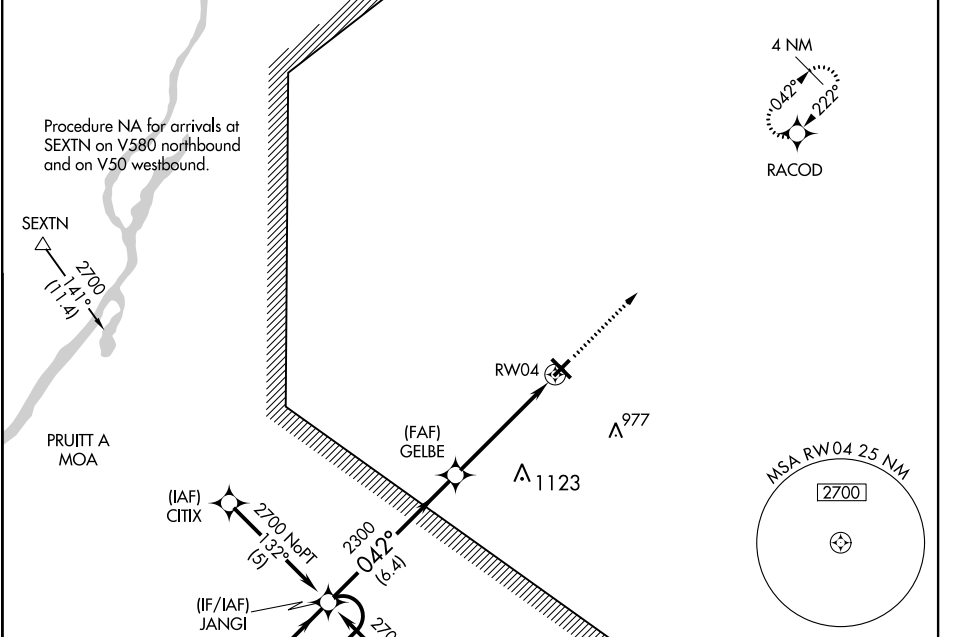 4 NM
042°
222°
RACOD
Procedure NA for arrivals at
SEXTN on V580 northbound
and on V50 westbound.
SEXTN
2700
141°
(11.4)
RW04
977
(FAF)
GELBE
1123
PRUITT A
MOA
MSA RW04 25 NM
2700
(IAF)
CITIX
2700 NoPT
132°
(5)
2300
042°
(6.4)
(IF/IAF)
JANGI